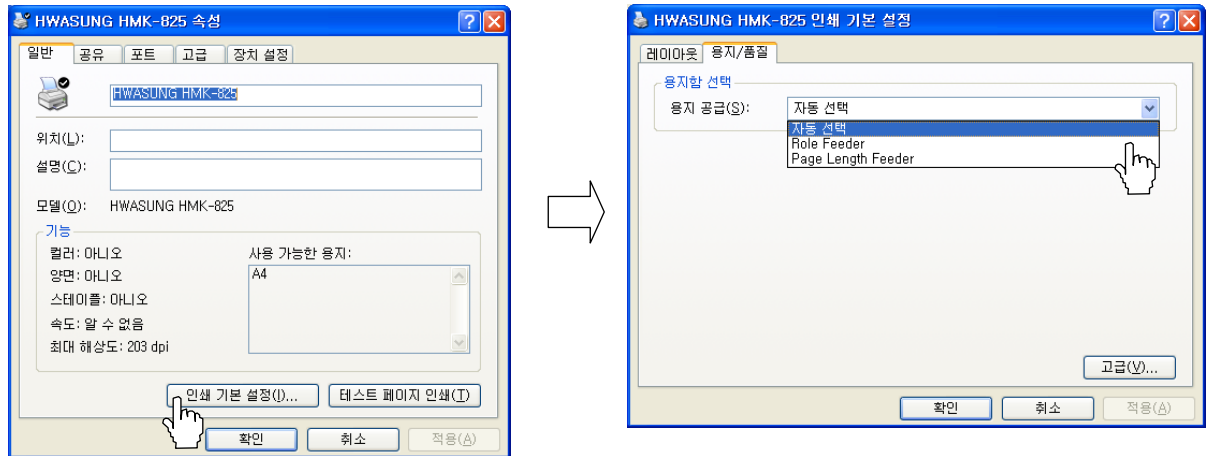 HWASUNG HMK-825 속성
일반 공유 포트 고급 장치 설정
HWASUNG HMK-825
위치(L):
설명(C):
모델(O): HWASUNG HMK-825
기능
컬러: 아니오 사용 가능한 용지:
양면: 아니오 A4
스테이플: 아니오
속도: 알 수 없음
최대 해상도: 203 dpi
인쇄 기본 설정(I)... 테스트 페이지 인쇄(T)
확인 취소 적용(A)
HWASUNG HMK-825 인쇄 기본 설정
레이아웃 용지/품질
용지함 선택
용지 공급(S): 자동 선택
자동 선택
Role Feeder
Page Length Feeder
고급(V)...
확인 취소 적용(A)